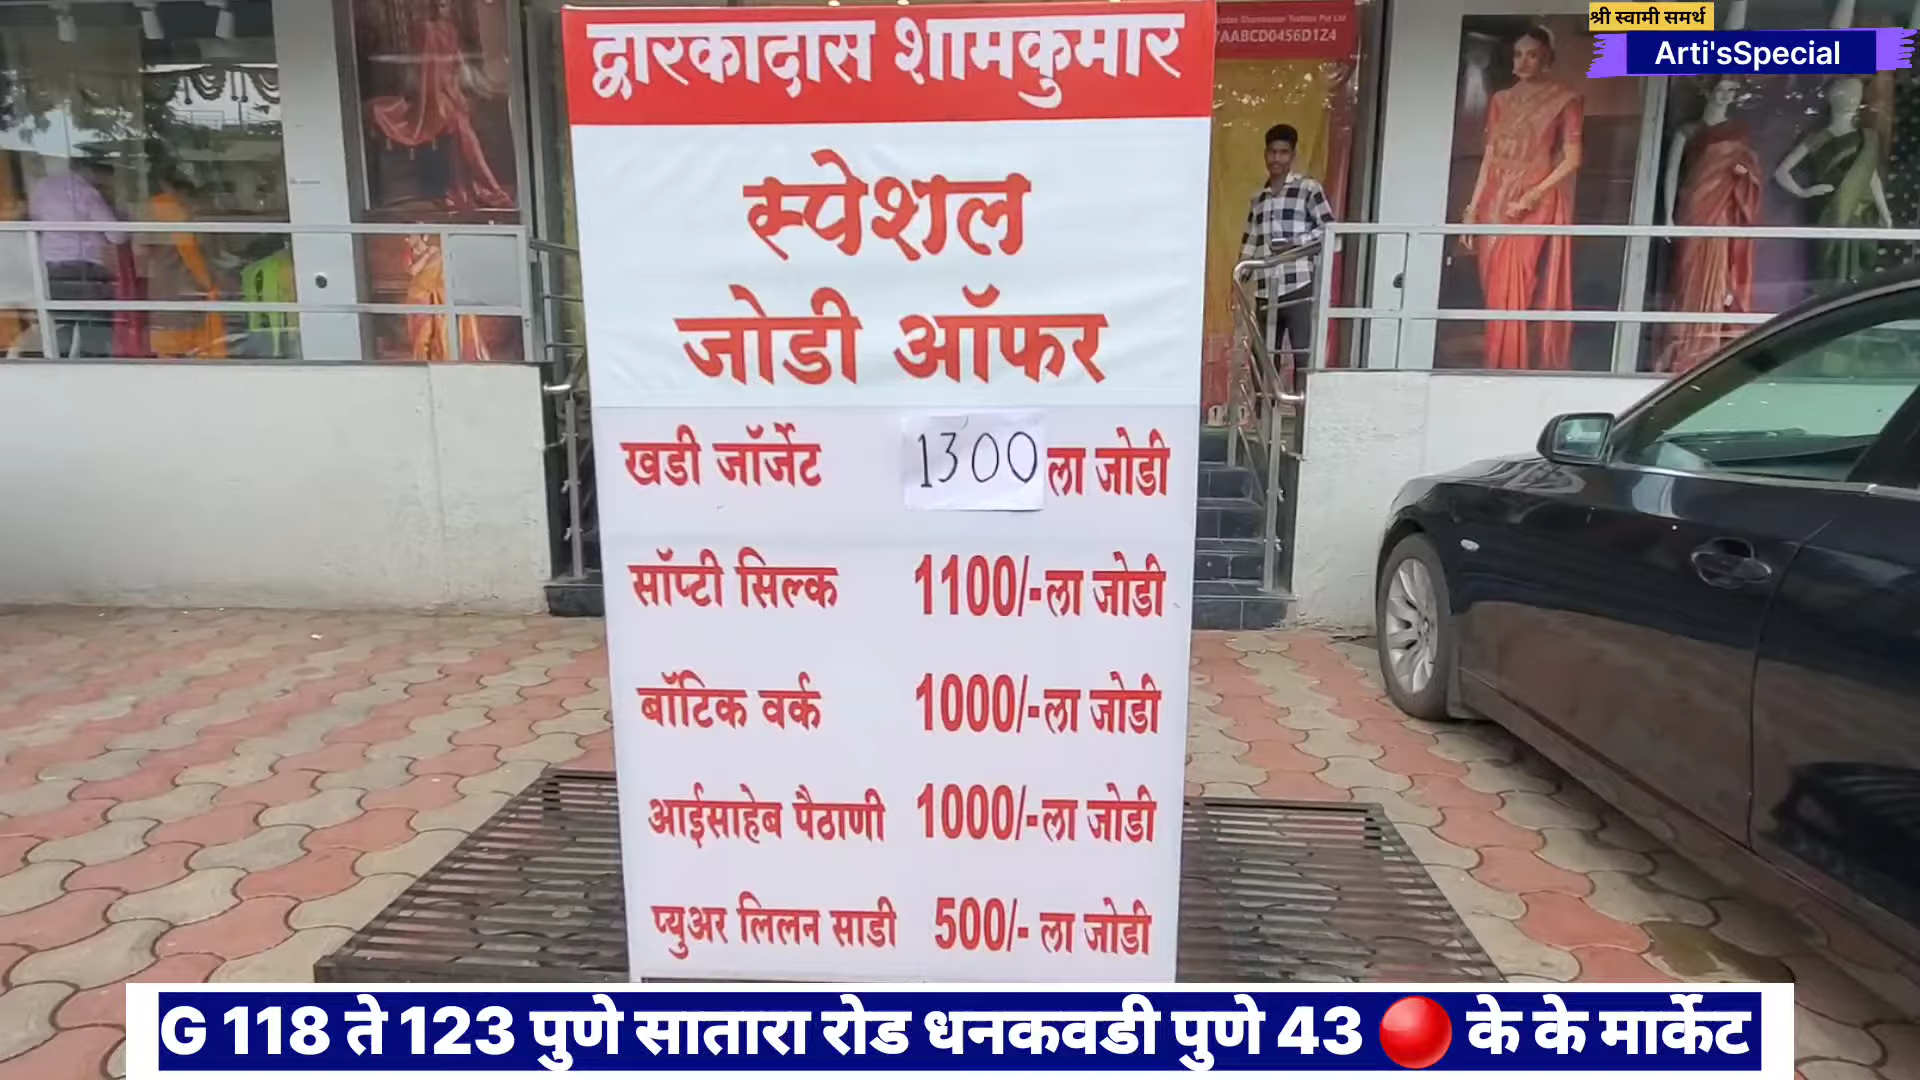 श्री स्वामी समर्थ
Arti'sSpecial
AABCD0456D1Z4
द्वारकादास शामकुमार
स्पेशल
जोडी ऑफर
खडी जॉर्जेट 1300 ला जोडी
सॉप्टी सिल्क 1100/-ला जोडी
बॉटिक वर्क 1000/-ला जोडी
आईसाहेब पैठाणी 1000/-ला जोडी
प्युअर लिलन साडी 500/- ला जोडी
G 118 ते 123 पुणे सातारा रोड धनकवडी पुणे 43 🔴 के के मार्केट